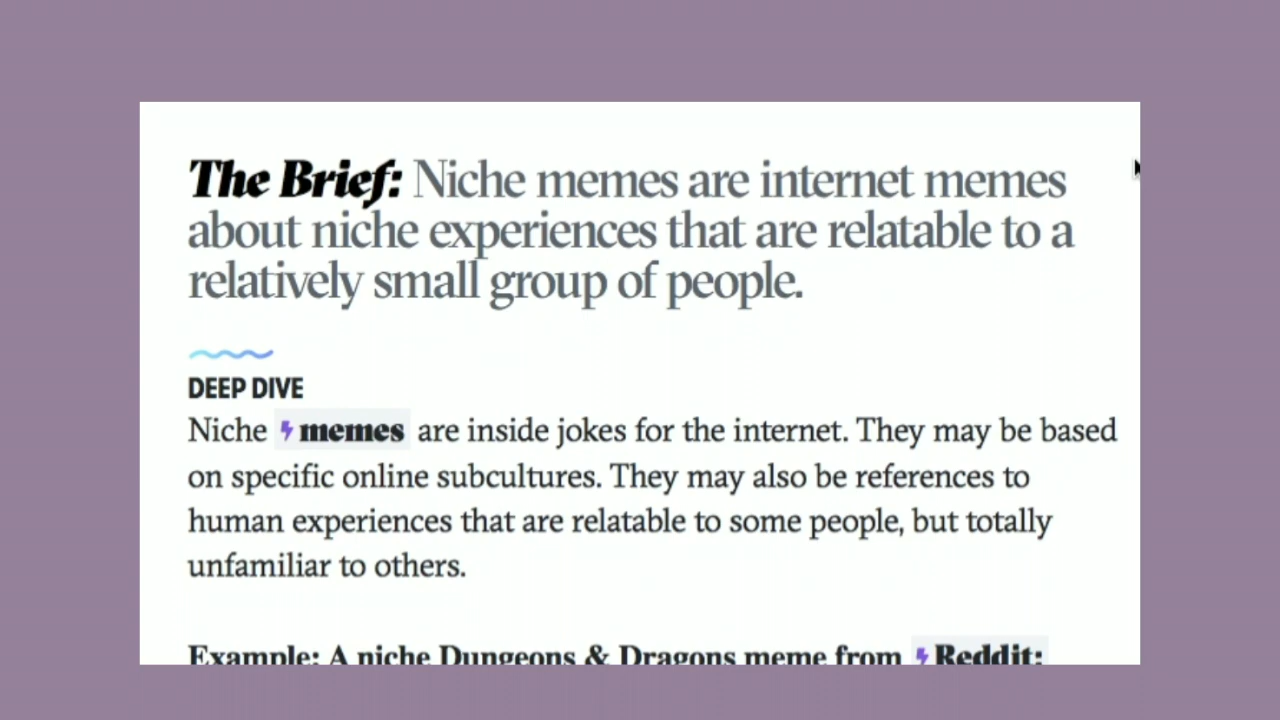 The Brief: Niche memes are internet memes
about niche experiences that are relatable to a
relatively small group of people.
DEEP DIVE
Niche memes are inside jokes for the internet. They may be based
on specific online subcultures. They may also be references to
human experiences that are relatable to some people, but totally
unfamiliar to others.
Example: A niche Dungeons & Dragons meme from Reddit: